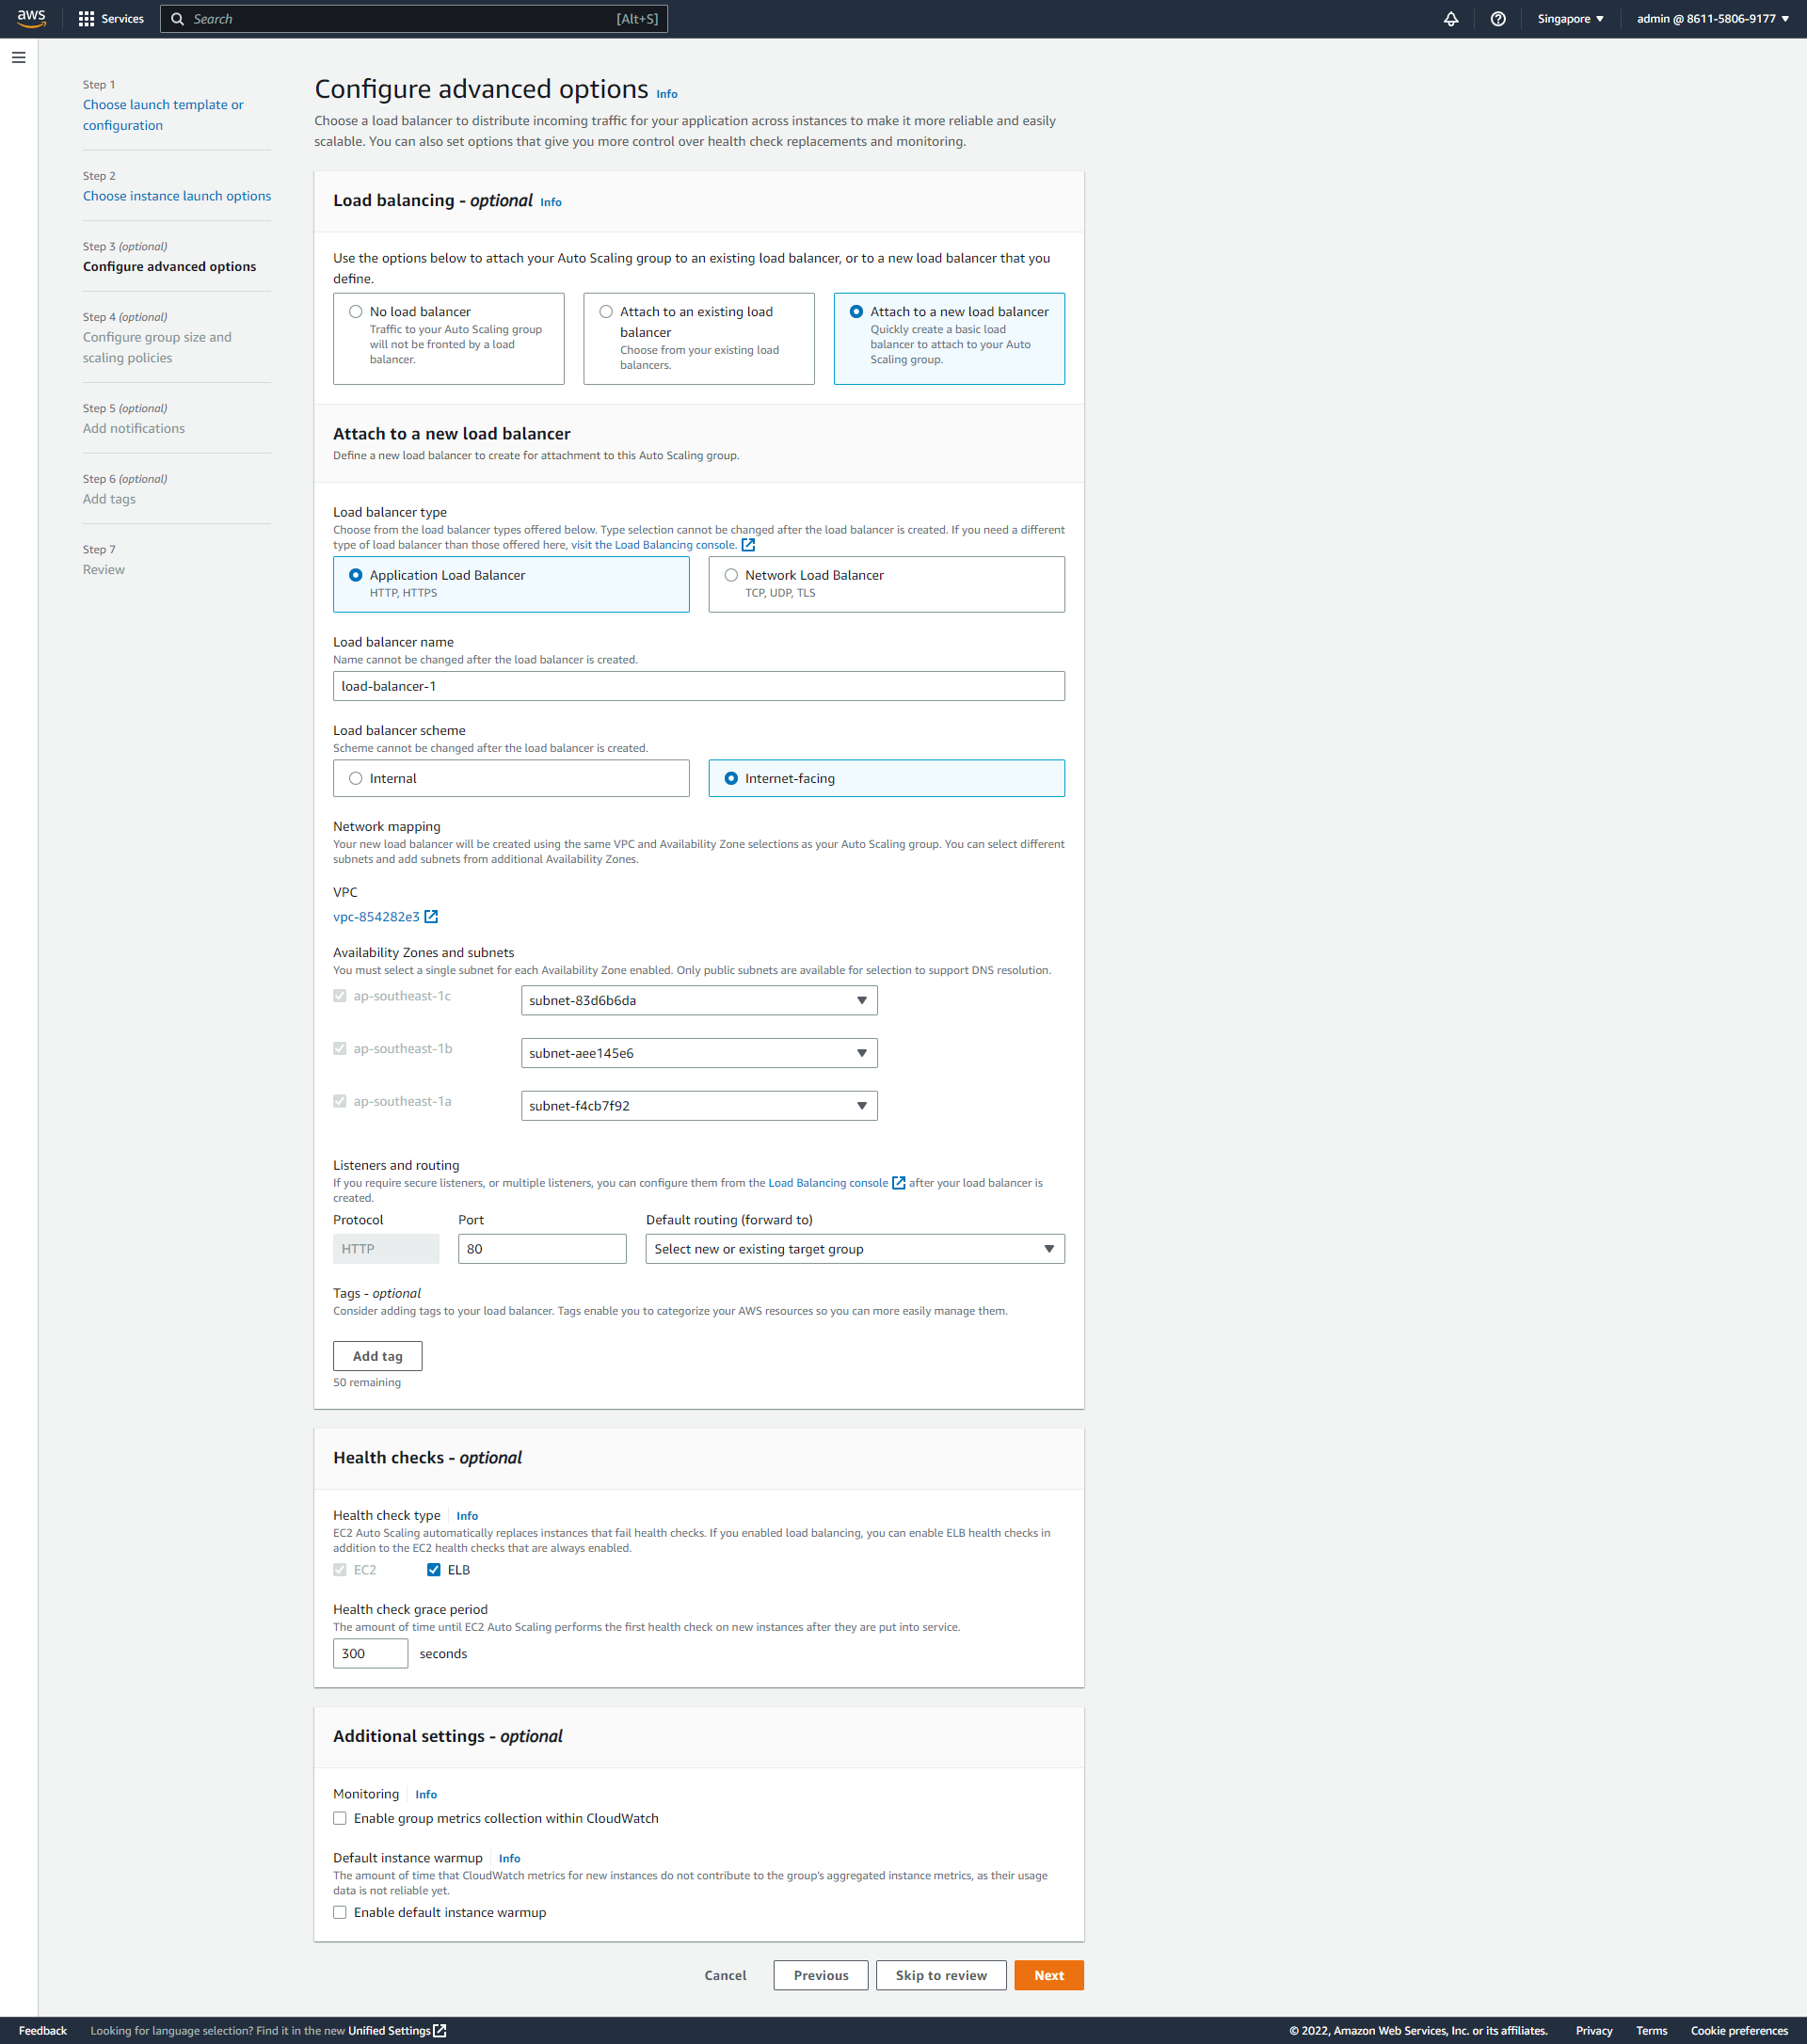 aws
Services
Search
[Alt+S]
Singapore
admin @ 8611-5806-9177
Step 1
Choose launch template or
configuration
Step 2
Choose instance launch options
Step 3 (optional)
Configure advanced options
Step 4 (optional)
Configure group size and
scaling policies
Step 5 (optional)
Add notifications
Step 6 (optional)
Add tags
Step 7
Review
Configure advanced options Info
Choose a load balancer to distribute incoming traffic for your application across instances to make it more reliable and easily
scalable. You can also set options that give you more control over health check replacements and monitoring.
Load balancing - optional Info
Use the options below to attach your Auto Scaling group to an existing load balancer, or to a new load balancer that you
define.
No load balancer
Traffic to your Auto Scaling group
will not be fronted by a load
balancer.
Attach to an existing load
balancer
Choose from your existing load
balancers.
Attach to a new load balancer
Quickly create a basic load
balancer to attach to your Auto
Scaling group.
Attach to a new load balancer
Define a new load balancer to create for attachment to this Auto Scaling group.
Load balancer type
Choose from the load balancer types offered below. Type selection cannot be changed after the load balancer is created. If you need a different
type of load balancer than those offered here, visit the Load Balancing console.
Application Load Balancer
HTTP, HTTPS
Network Load Balancer
TCP, UDP, TLS
Load balancer name
Name cannot be changed after the load balancer is created.
load-balancer-1
Load balancer scheme
Scheme cannot be changed after the load balancer is created.
Internal
Internet-facing
Network mapping
Your new load balancer will be created using the same VPC and Availability Zone selections as your Auto Scaling group. You can select different
subnets and add subnets from additional Availability Zones.
VPC
vpc-854282e3
Availability Zones and subnets
You must select a single subnet for each Availability Zone enabled. Only public subnets are available for selection to support DNS resolution.
ap-southeast-1c
subnet-83d6b6da
ap-southeast-1b
subnet-aee145e6
ap-southeast-1a
subnet-f4cb7f92
Listeners and routing
If you require secure listeners, or multiple listeners, you can configure them from the Load Balancing console after your load balancer is
created.
Protocol
Port
Default routing (forward to)
HTTP
80
Select new or existing target group
Tags - optional
Consider adding tags to your load balancer. Tags enable you to categorize your AWS resources so you can more easily manage them.
Add tag
50 remaining
Health checks - optional
Health check type Info
EC2 Auto Scaling automatically replaces instances that fail health checks. If you enabled load balancing, you can enable ELB health checks in
addition to the EC2 health checks that are always enabled.
EC2
ELB
Health check grace period
The amount of time until EC2 Auto Scaling performs the first health check on new instances after they are put into service.
300
seconds
Additional settings - optional
Monitoring Info
Enable group metrics collection within CloudWatch
Default instance warmup Info
The amount of time that CloudWatch metrics for new instances do not contribute to the group's aggregated instance metrics, as their usage
data is not reliable yet.
Enable default instance warmup
Cancel
Previous
Skip to review
Next
Feedback
Looking for language selection? Find it in the new Unified Settings
© 2022, Amazon Web Services, Inc. or its affiliates.
Privacy
Terms
Cookie preferences